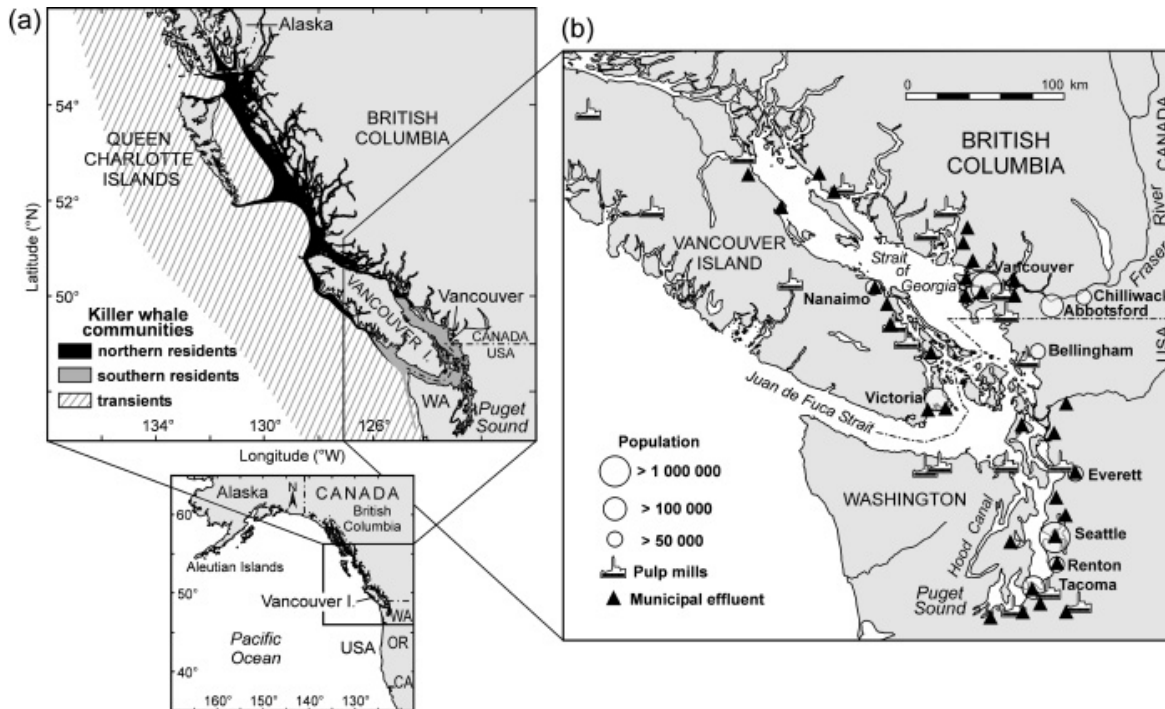 (a)
Alaska
54°
52°
50°
48°
Latitude (°N)
QUEEN
CHARLOTTE
ISLANDS
BRITISH
COLUMBIA
VANCOUVER I.
Vancouver
CANADA
USA
WA
Puget
Sound
Killer whale
communities
northern residents
southern residents
transients
134°
130°
126°
Longitude (°W)
Alaska
N
CANADA
British
Columbia
60°
50°
40°
Aleutian Islands
Vancouver I.
WA
Pacific
Ocean
USA
OR
CA
160°
150°
140°
130°
(b)
0
100 km
BRITISH
COLUMBIA
CANADA
USA
Fraser River
VANCOUVER
ISLAND
Strait
of
Georgia
Vancouver
Nanaimo
Chilliwack
Abbotsford
Bellingham
Victoria
Juan de Fuca Strait
Population
> 1 000 000
> 100 000
> 50 000
Pulp mills
Municipal effluent
WASHINGTON
Hood Canal
Everett
Seattle
Renton
Tacoma
Puget
Sound